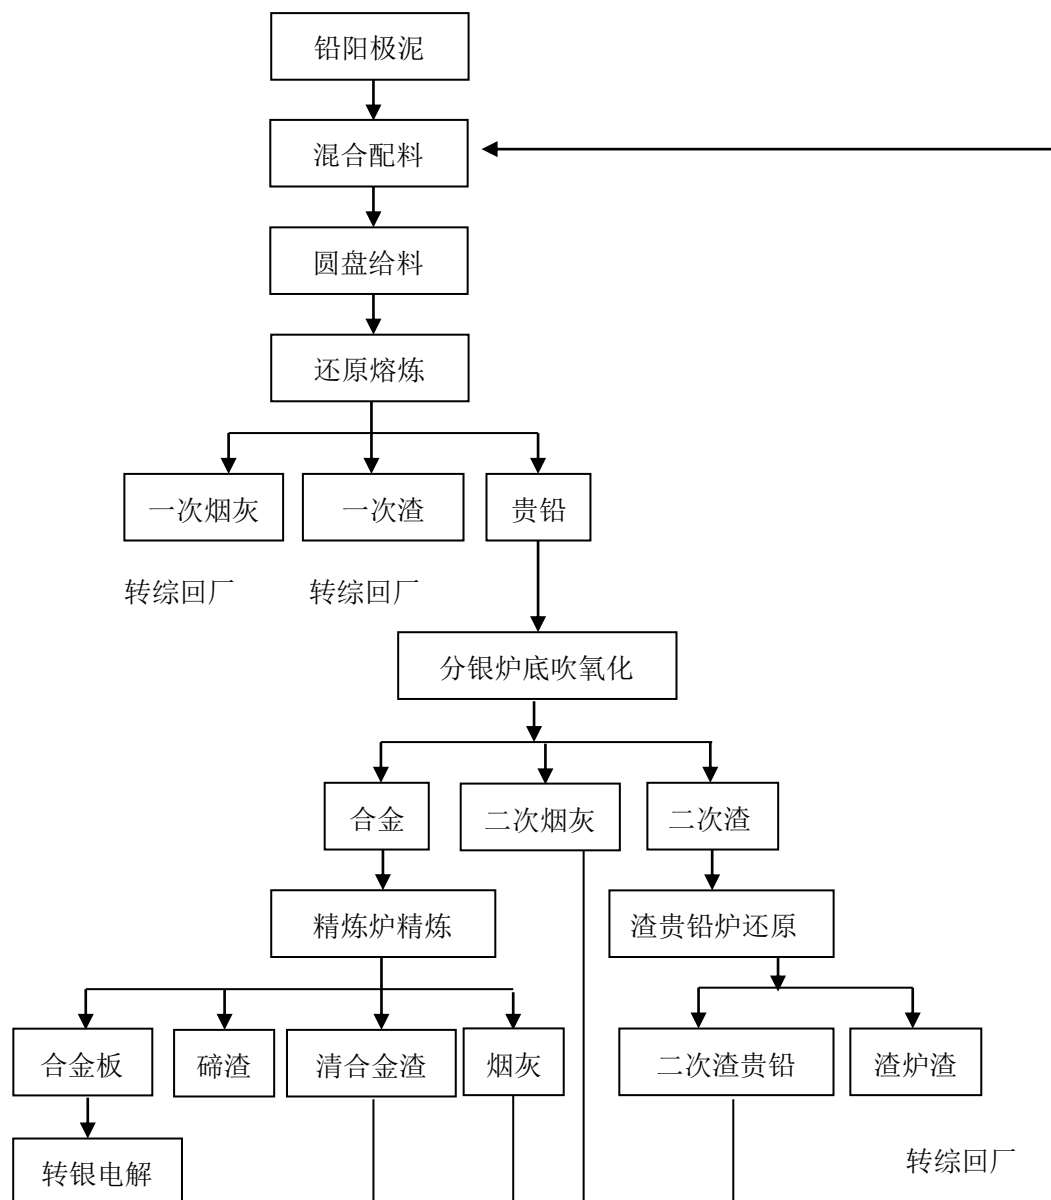 铅阳极泥
混合配料
圆盘给料
还原熔炼
一次烟灰
一次渣
贵铅
转综回厂
转综回厂
分银炉底吹氧化
合金
二次烟灰
二次渣
精炼炉精炼
渣贵铅炉还原
合金板
碲渣
清合金渣
烟灰
二次渣贵铅
渣炉渣
转银电解
转综回厂